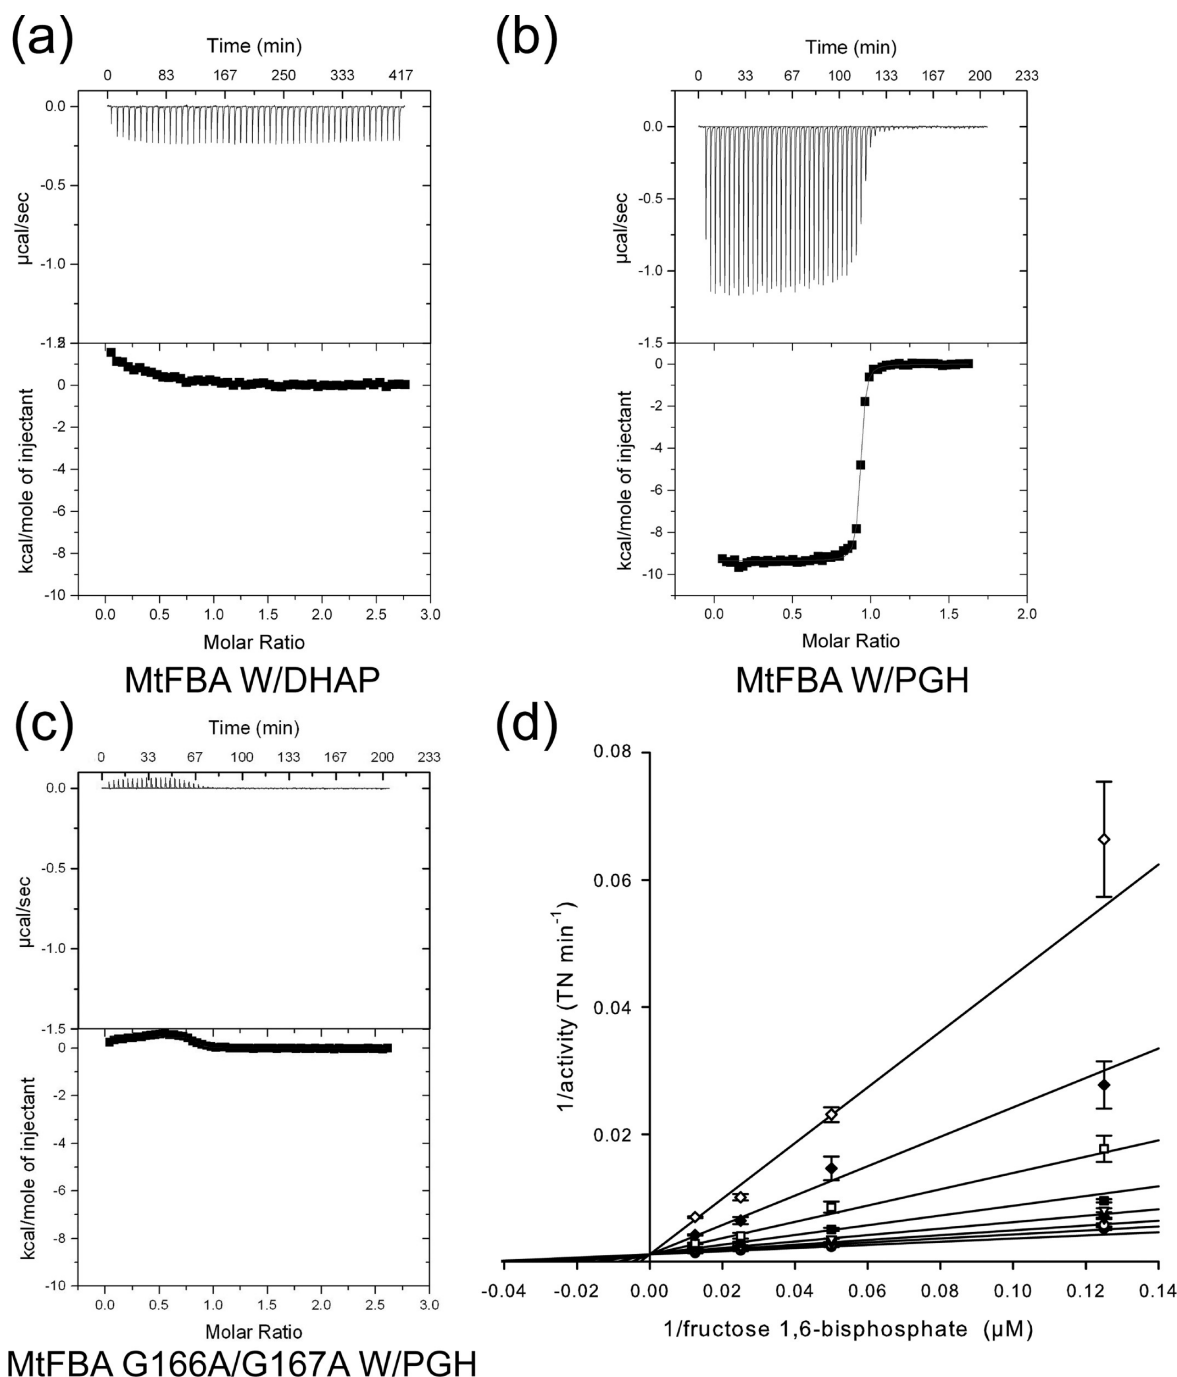 (a)
Time (min)
0 83 167 250 333 417
0.0
-0.5
-1.0
µcal/sec
0
-2
-4
-6
-8
-10
kcal/mole of injectant
0.0 0.5 1.0 1.5 2.0 2.5 3.0
Molar Ratio
MtFBA W/DHAP
(b)
Time (min)
0 33 67 100 133 167 200 233
0.0
-0.5
-1.0
-1.5
µcal/sec
0
-2
-4
-6
-8
-10
kcal/mole of injectant
0.0 0.5 1.0 1.5 2.0
Molar Ratio
MtFBA W/PGH
(c)
Time (min)
0 33 67 100 133 167 200 233
0.0
-0.5
-1.0
-1.5
µcal/sec
0
-2
-4
-6
-8
-10
kcal/mole of injectant
0.0 0.5 1.0 1.5 2.0 2.5 3.0
Molar Ratio
MtFBA G166A/G167A W/PGH
(d)
0.08
0.06
0.04
0.02
1/activity (TN min⁻¹)
-0.04 -0.02 0.00 0.02 0.04 0.06 0.08 0.10 0.12 0.14
1/fructose 1,6-bisphosphate (µM)